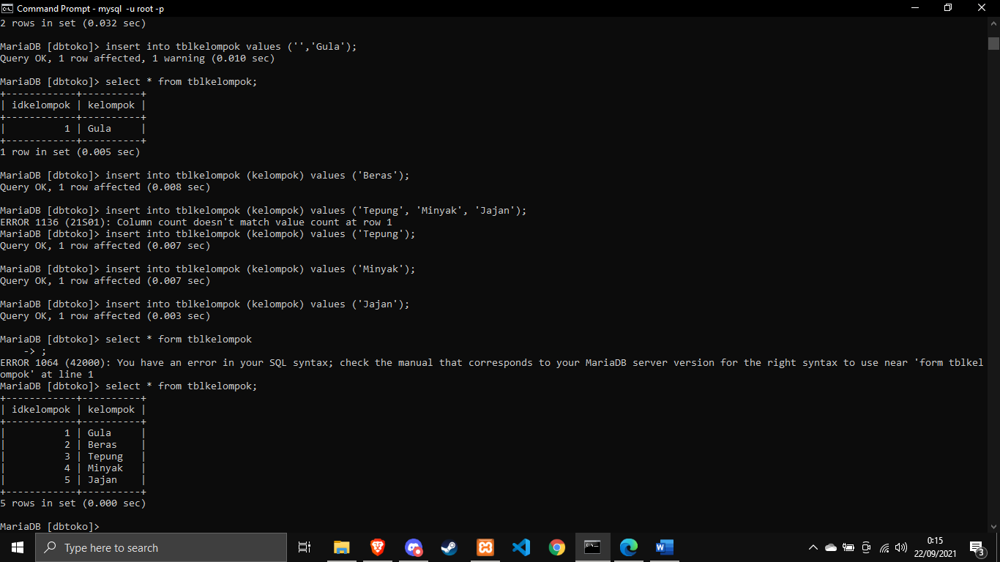 Command Prompt - mysql  -u root -p
2 rows in set (0.032 sec)
MariaDB [dbtoko]> insert into tblkelompok values ('','Gula');
Query OK, 1 row affected, 1 warning (0.010 sec)
MariaDB [dbtoko]> select * from tblkelompok;
+------------+----------+
| idkelompok | kelompok |
+------------+----------+
|          1 | Gula     |
+------------+----------+
1 row in set (0.005 sec)
MariaDB [dbtoko]> insert into tblkelompok (kelompok) values ('Beras');
Query OK, 1 row affected (0.008 sec)
MariaDB [dbtoko]> insert into tblkelompok (kelompok) values ('Tepung', 'Minyak', 'Jajan');
ERROR 1136 (21S01): Column count doesn't match value count at row 1
MariaDB [dbtoko]> insert into tblkelompok (kelompok) values ('Tepung');
Query OK, 1 row affected (0.007 sec)
MariaDB [dbtoko]> insert into tblkelompok (kelompok) values ('Minyak');
Query OK, 1 row affected (0.007 sec)
MariaDB [dbtoko]> insert into tblkelompok (kelompok) values ('Jajan');
Query OK, 1 row affected (0.003 sec)
MariaDB [dbtoko]> select * form tblkelompok
    -> ;
ERROR 1064 (42000): You have an error in your SQL syntax; check the manual that corresponds to your MariaDB server version for the right syntax to use near 'form tblkel
ompok' at line 1
MariaDB [dbtoko]> select * from tblkelompok;
+------------+----------+
| idkelompok | kelompok |
+------------+----------+
|          1 | Gula     |
|          2 | Beras    |
|          3 | Tepung   |
|          4 | Minyak   |
|          5 | Jajan    |
+------------+----------+
5 rows in set (0.000 sec)
MariaDB [dbtoko]>
Type here to search
0:15
22/09/2021
3